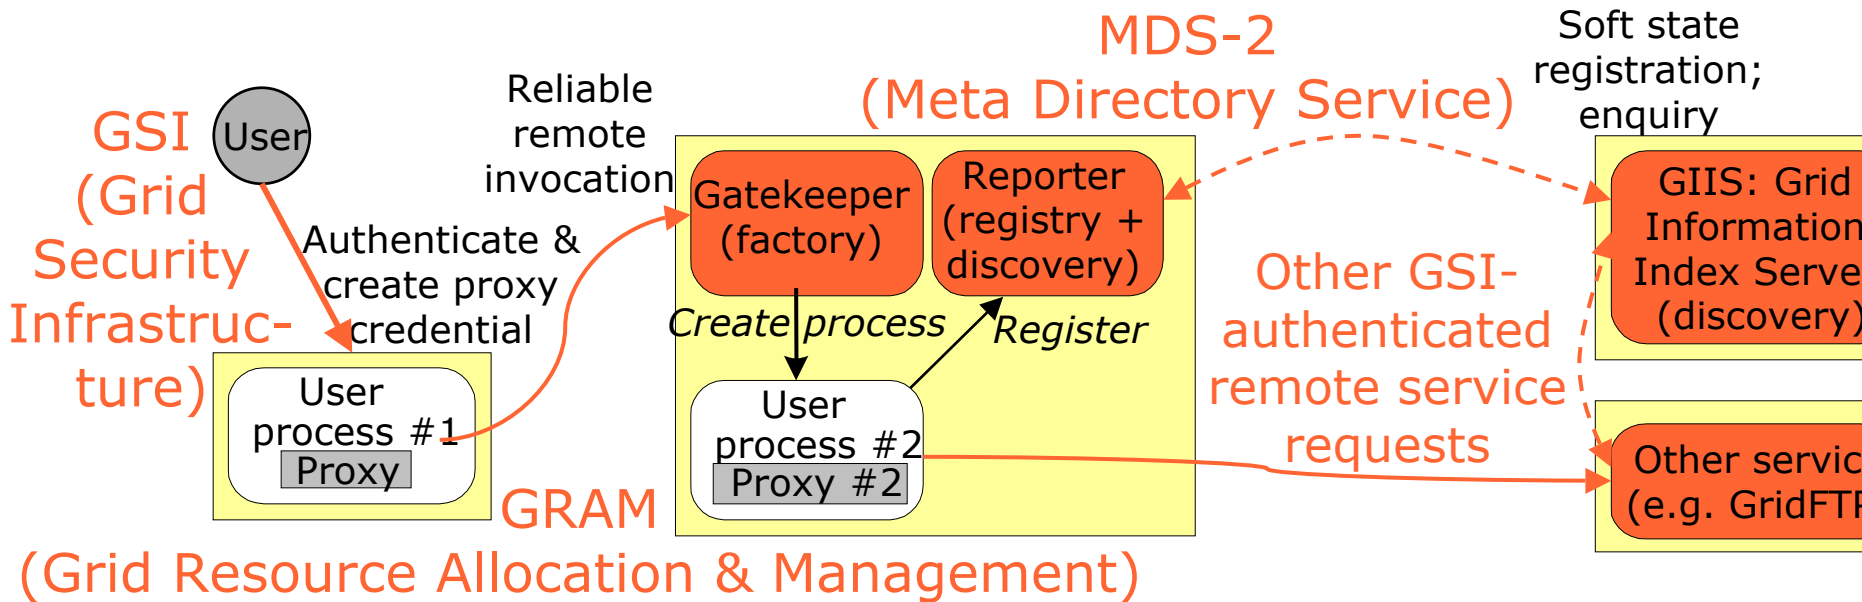 MDS-2
(Meta Directory Service)
Soft state
registration;
enquiry
Reliable
remote
invocation
GSI
(Grid
Security
Infrastruc-
ture)
User
Authenticate &
create proxy
credential
Gatekeeper
(factory)
Reporter
(registry +
discovery)
GIIS: Grid
Information
Index Serve
(discovery)
Create process
Register
Other GSI-
authenticated
remote service
requests
User
process #1
Proxy
User
process #2
Proxy #2
Other servic
(e.g. GridFTP
GRAM
(Grid Resource Allocation & Management)